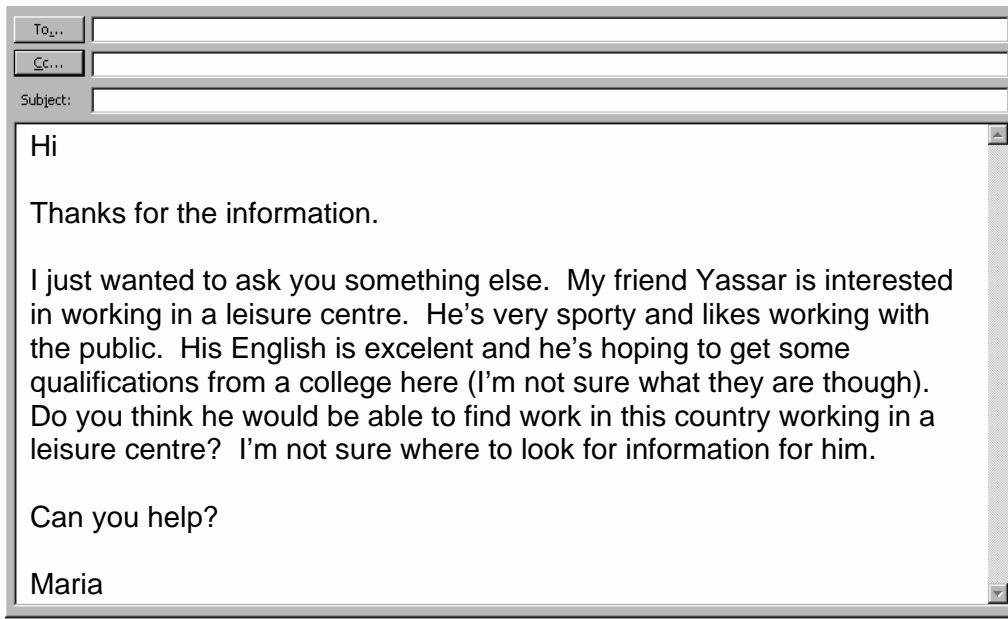 To...
Cc...
Subject:
Hi
Thanks for the information.
I just wanted to ask you something else.  My friend Yassar is interested
in working in a leisure centre.  He's very sporty and likes working with
the public.  His English is excelent and he's hoping to get some
qualifications from a college here (I'm not sure what they are though).
Do you think he would be able to find work in this country working in a
leisure centre?  I'm not sure where to look for information for him.
Can you help?
Maria